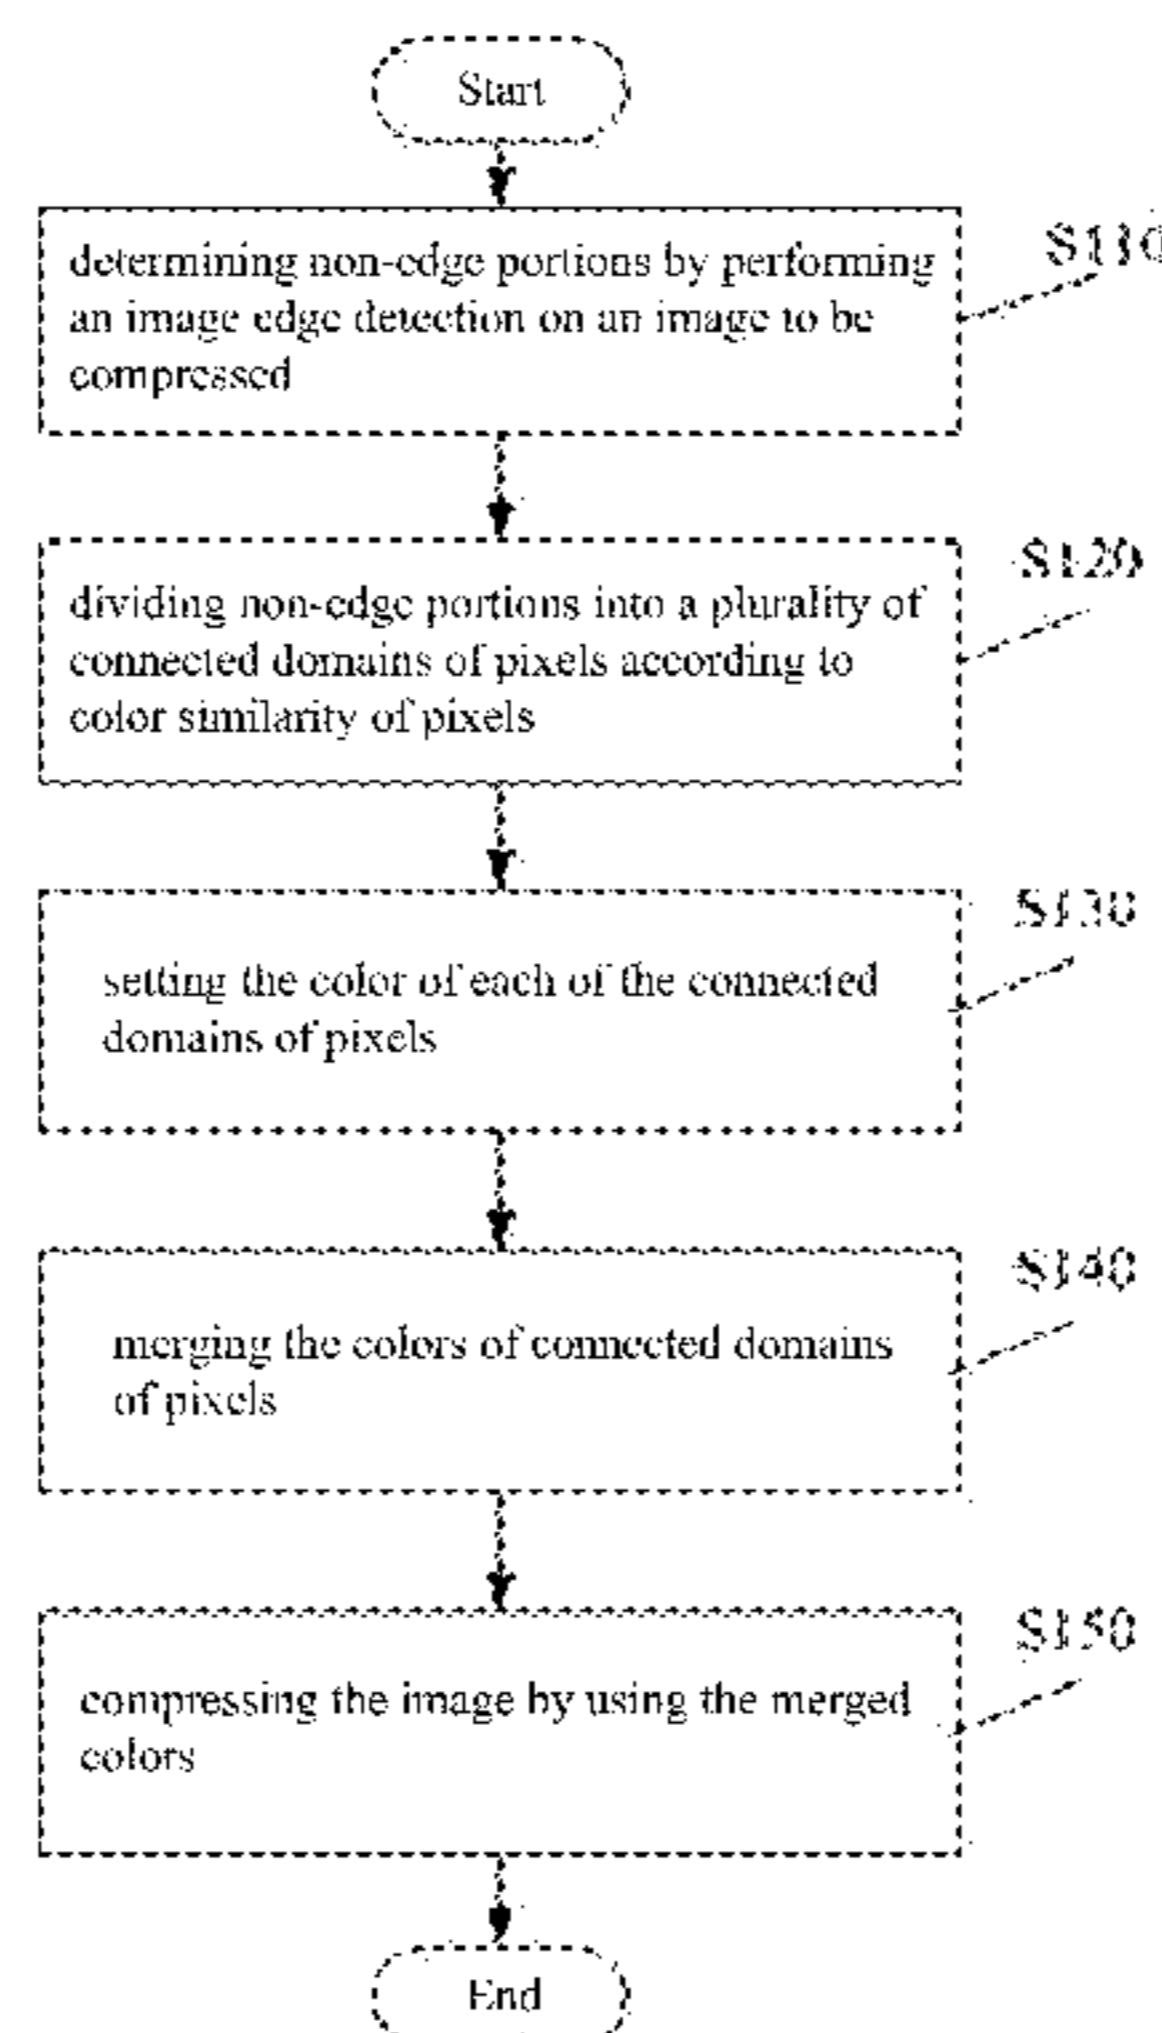 Start
S110
determining non-edge portions by performing
an image edge detection on an image to be
compressed
S120
dividing non-edge portions into a plurality of
connected domains of pixels according to
color similarity of pixels
S130
setting the color of each of the connected
domains of pixels
S140
merging the colors of connected domains
of pixels
S150
compressing the image by using the merged
colors
End